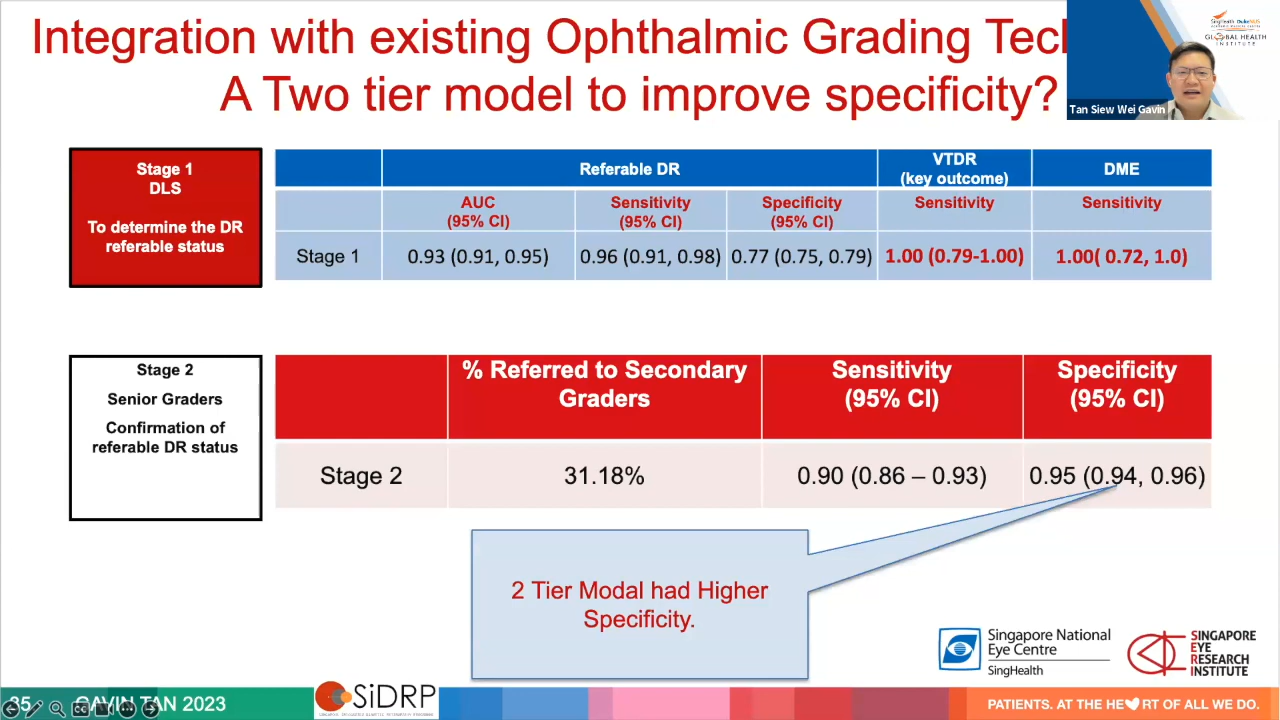 Integration with existing Ophthalmic Grading Tec
A Two tier model to improve specificity?
SingHealth DukeNUS
GLOBAL HEALTH
INSTITUTE
Tan Siew Wei Gavin
Stage 1
DLS
To determine the DR
referable status
Referable DR
VTDR
(key outcome)
DME
AUC
(95% CI)
Sensitivity
(95% CI)
Specificity
(95% CI)
Sensitivity
Sensitivity
Stage 1
0.93 (0.91, 0.95)
0.96 (0.91, 0.98)
0.77 (0.75, 0.79)
1.00 (0.79-1.00)
1.00( 0.72, 1.0)
Stage 2
Senior Graders
Confirmation of
referable DR status
% Referred to Secondary
Graders
Sensitivity
(95% CI)
Specificity
(95% CI)
Stage 2
31.18%
0.90 (0.86 – 0.93)
0.95 (0.94, 0.96)
2 Tier Modal had Higher
Specificity.
Singapore National
Eye Centre
SingHealth
SINGAPORE
EYE
RESEARCH
INSTITUTE
35
GAVIN TAN 2023
SiDRP
PATIENTS. AT THE HE RT OF ALL WE DO.